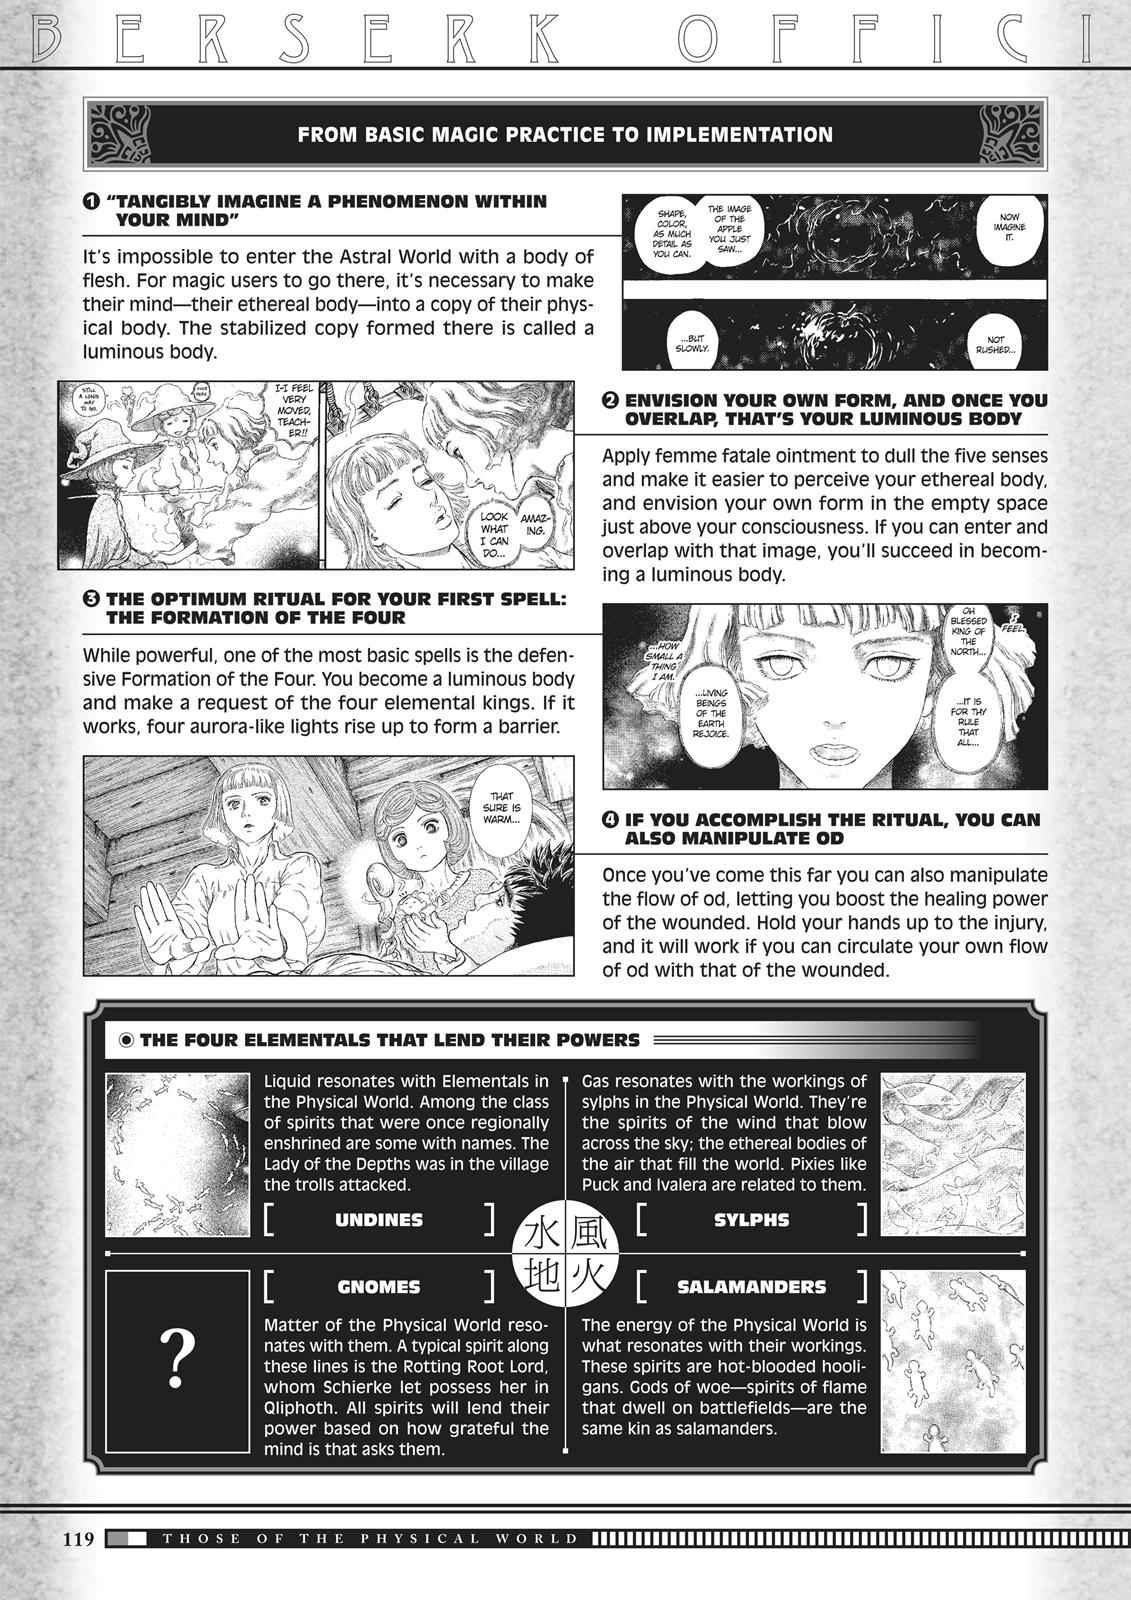 BERSERK OFFICI
FROM BASIC MAGIC PRACTICE TO IMPLEMENTATION
❶ “TANGIBLY IMAGINE A PHENOMENON WITHIN
YOUR MIND”
It’s impossible to enter the Astral World with a body of
flesh. For magic users to go there, it’s necessary to make
their mind—their ethereal body—into a copy of their phys-
ical body. The stabilized copy formed there is called a
luminous body.
NOW
IMAGINE
IT.
THE IMAGE
OF THE
APPLE
YOU JUST
SAW...
SHAPE,
COLOR,
AS MUCH
DETAIL AS
YOU CAN.
NOT
RUSHED...
...BUT
SLOWLY.
STILL
A LONG
WAY
TO GO.
I-I FEEL
VERY
MOVED,
TEACH-
ER!!
AMAZ-
ING.
LOOK
WHAT
I CAN
DO...
❷ ENVISION YOUR OWN FORM, AND ONCE YOU
OVERLAP, THAT’S YOUR LUMINOUS BODY
Apply femme fatale ointment to dull the five senses
and make it easier to perceive your ethereal body,
and envision your own form in the empty space
just above your consciousness. If you can enter and
overlap with that image, you’ll succeed in becom-
ing a luminous body.
❸ THE OPTIMUM RITUAL FOR YOUR FIRST SPELL:
THE FORMATION OF THE FOUR
While powerful, one of the most basic spells is the defen-
sive Formation of the Four. You become a luminous body
and make a request of the four elemental kings. If it
works, four aurora-like lights rise up to form a barrier.
I
FEEL
OH
BLESSED
KING OF
THE
NORTH...
...IT IS
FOR THY
RULE
THAT
ALL...
...HOW
SMALL A
THING
I AM.
...LIVING
BEINGS
OF THE
EARTH
REJOICE.
THAT
SURE IS
WARM...
❹ IF YOU ACCOMPLISH THE RITUAL, YOU CAN
ALSO MANIPULATE OD
Once you’ve come this far you can also manipulate
the flow of od, letting you boost the healing power
of the wounded. Hold your hands up to the injury,
and it will work if you can circulate your own flow
of od with that of the wounded.
◉ THE FOUR ELEMENTALS THAT LEND THEIR POWERS
Liquid resonates with Elementals in
the Physical World. Among the class
of spirits that were once regionally
enshrined are some with names. The
Lady of the Depths was in the village
the trolls attacked.
[ UNDINES ]
Gas resonates with the workings of
sylphs in the Physical World. They’re
the spirits of the wind that blow
across the sky; the ethereal bodies of
the air that fill the world. Pixies like
Puck and Ivalera are related to them.
[ SYLPHS ]
水 風
地 火
?
[ GNOMES ]
Matter of the Physical World reso-
nates with them. A typical spirit along
these lines is the Rotting Root Lord,
whom Schierke let possess her in
Qliphoth. All spirits will lend their
power based on how grateful the
mind is that asks them.
[ SALAMANDERS ]
The energy of the Physical World is
what resonates with their workings.
These spirits are hot-blooded hooli-
gans. Gods of woe—spirits of flame
that dwell on battlefields—are the
same kin as salamanders.
119
THOSE OF THE PHYSICAL WORLD